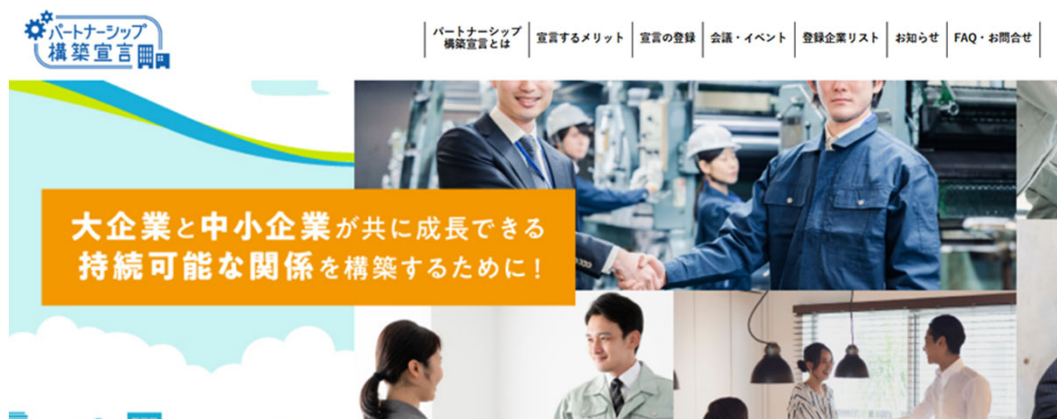 パートナーシップ
構築宣言
パートナーシップ
構築宣言とは
宣言するメリット
宣言の登録
会議・イベント
登録企業リスト
お知らせ
FAQ・お問合せ
大企業と中小企業が共に成長できる
持続可能な関係を構築するために！